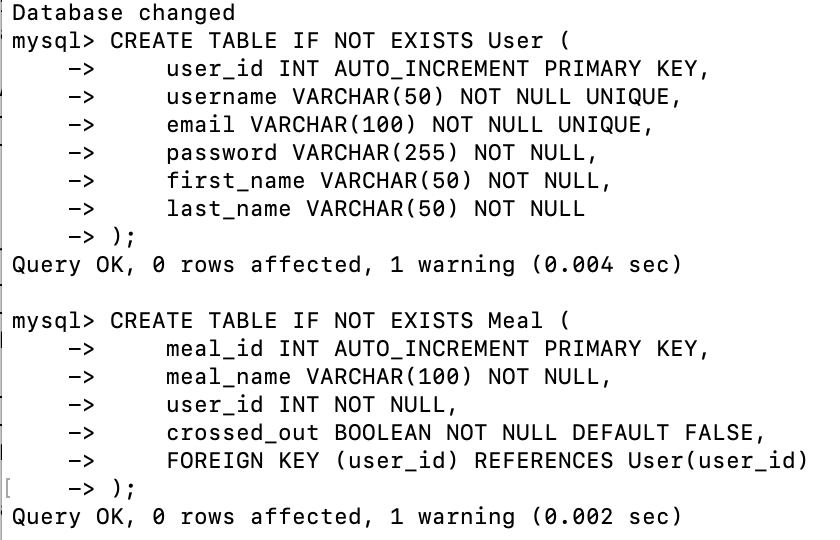 Database changed
mysql> CREATE TABLE IF NOT EXISTS User (
    ->     user_id INT AUTO_INCREMENT PRIMARY KEY,
    ->     username VARCHAR(50) NOT NULL UNIQUE,
    ->     email VARCHAR(100) NOT NULL UNIQUE,
    ->     password VARCHAR(255) NOT NULL,
    ->     first_name VARCHAR(50) NOT NULL,
    ->     last_name VARCHAR(50) NOT NULL
    -> );
Query OK, 0 rows affected, 1 warning (0.004 sec)

mysql> CREATE TABLE IF NOT EXISTS Meal (
    ->     meal_id INT AUTO_INCREMENT PRIMARY KEY,
    ->     meal_name VARCHAR(100) NOT NULL,
    ->     user_id INT NOT NULL,
    ->     crossed_out BOOLEAN NOT NULL DEFAULT FALSE,
    ->     FOREIGN KEY (user_id) REFERENCES User(user_id)
[    -> );
Query OK, 0 rows affected, 1 warning (0.002 sec)